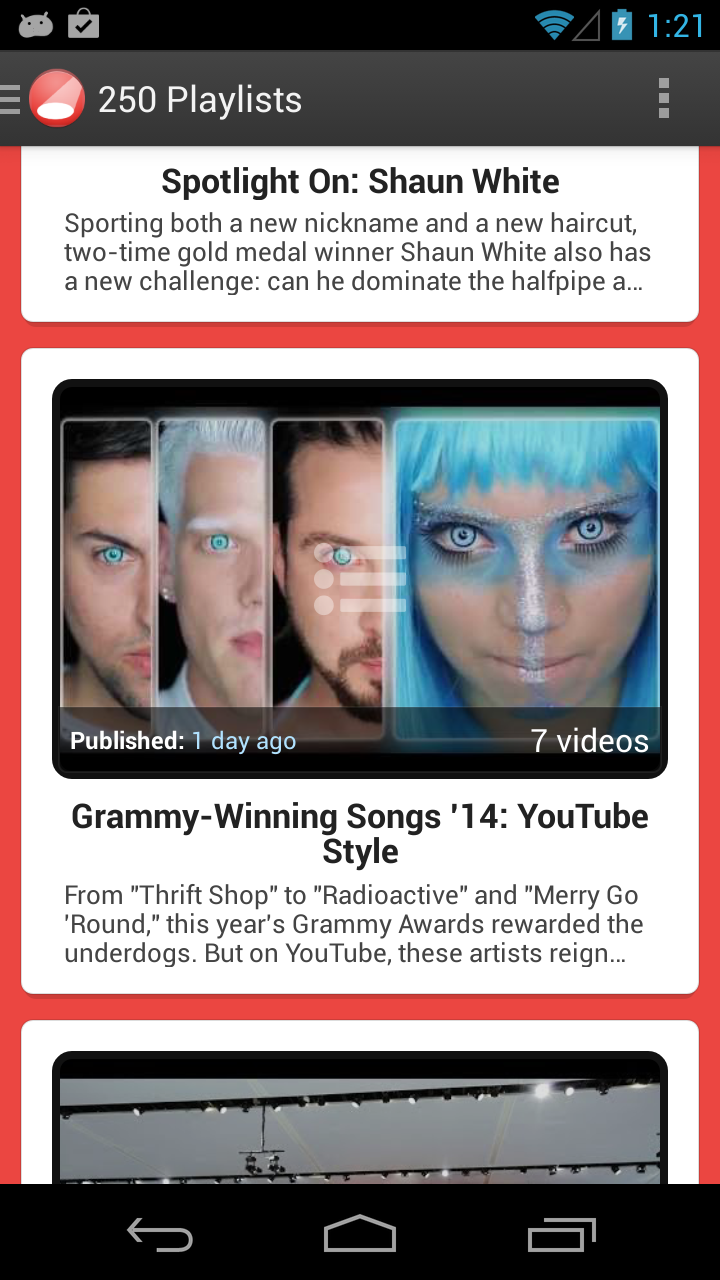 1:21
250 Playlists
Spotlight On: Shaun White
Sporting both a new nickname and a new haircut,
two-time gold medal winner Shaun White also has
a new challenge: can he dominate the halfpipe a...
Published: 1 day ago
7 videos
Grammy-Winning Songs '14: YouTube
Style
From "Thrift Shop" to "Radioactive" and "Merry Go
'Round," this year's Grammy Awards rewarded the
underdogs. But on YouTube, these artists reign...